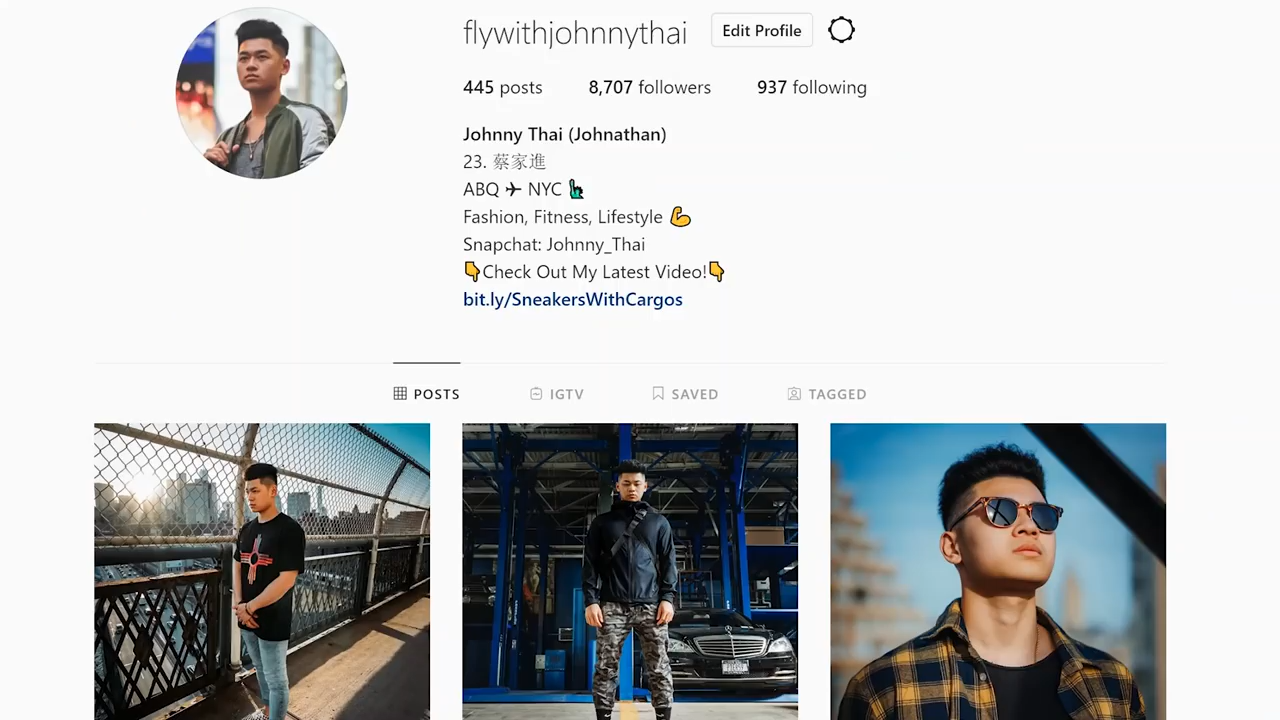 flywithjohnnythai Edit Profile
445 posts 8,707 followers 937 following
Johnny Thai (Johnathan)
23. 蔡家進
ABQ ✈ NYC 🗽
Fashion, Fitness, Lifestyle 💪
Snapchat: Johnny_Thai
👇Check Out My Latest Video!👇
bit.ly/SneakersWithCargos
POSTS IGTV SAVED TAGGED